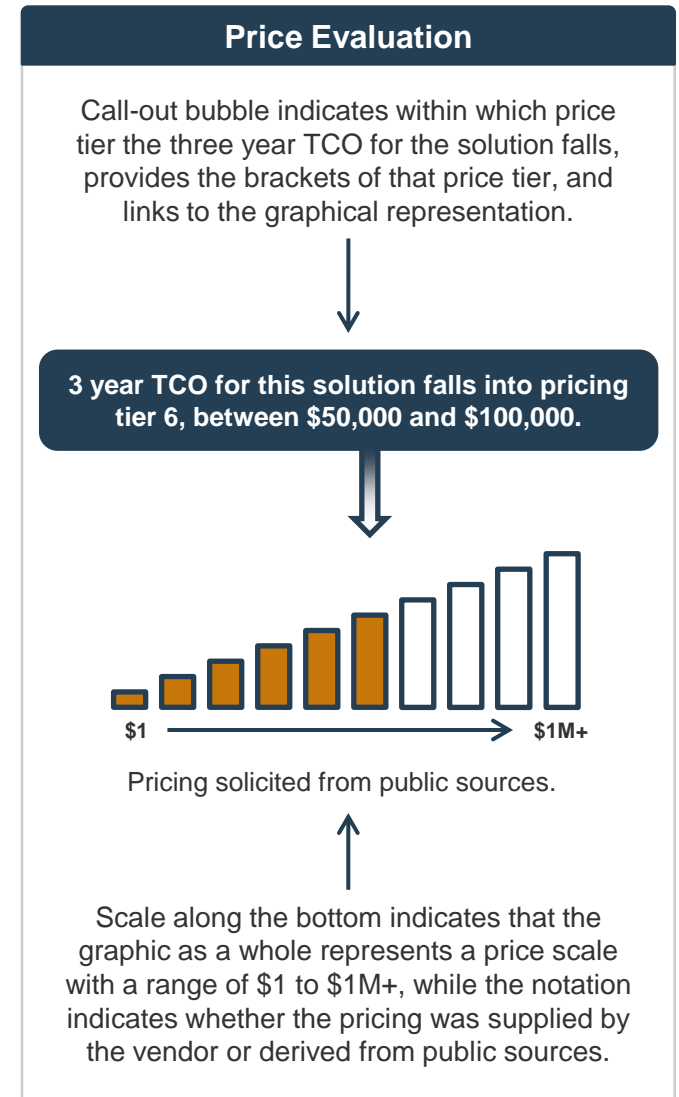 Price Evaluation
Call-out bubble indicates within which price
tier the three year TCO for the solution falls,
provides the brackets of that price tier, and
links to the graphical representation.
3 year TCO for this solution falls into pricing
tier 6, between $50,000 and $100,000.
$1 $1M+
Pricing solicited from public sources.
Scale along the bottom indicates that the
graphic as a whole represents a price scale
with a range of $1 to $1M+, while the notation
indicates whether the pricing was supplied by
the vendor or derived from public sources.